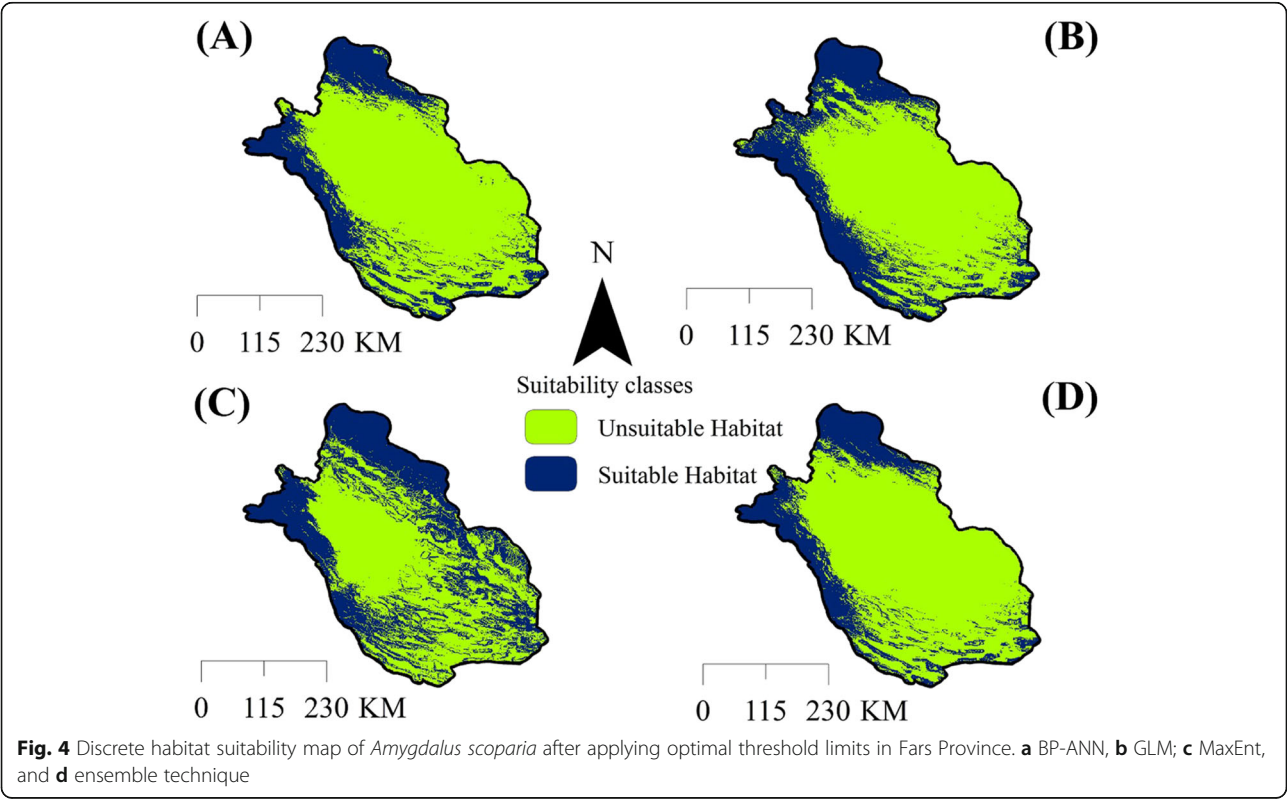 (A)
(B)
0 115 230 KM
N
0 115 230 KM
Suitability classes
Unsuitable Habitat
Suitable Habitat
(C)
(D)
0 115 230 KM
0 115 230 KM
Fig. 4 Discrete habitat suitability map of Amygdalus scoparia after applying optimal threshold limits in Fars Province. a BP-ANN, b GLM; c MaxEnt,
and d ensemble technique